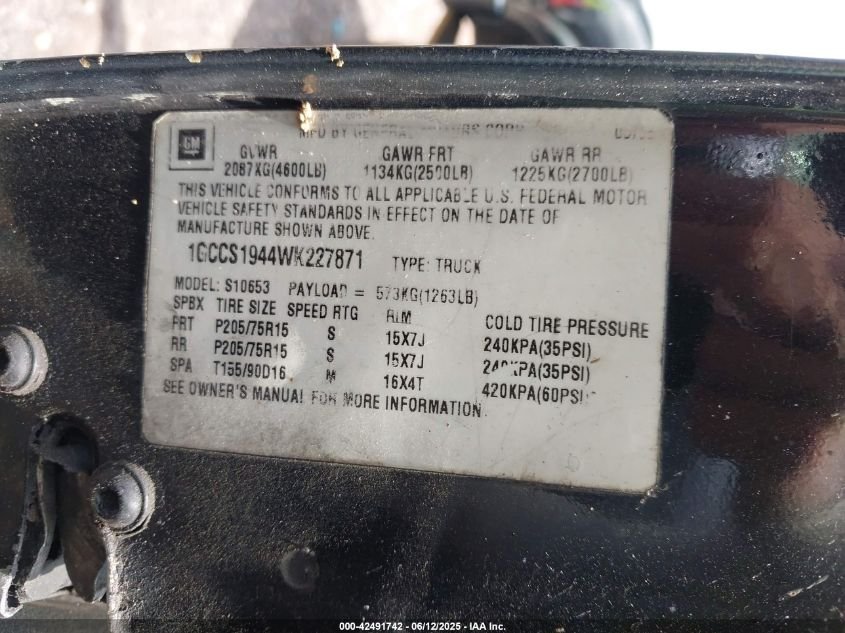 GM
MFD BY GENERAL MOTORS CORP
GVWR GAWR FRT GAWR RR
2087KG(4600LB) 1134KG(2500LB) 1225KG(2700LB)
THIS VEHICLE CONFORMS TO ALL APPLICABLE U.S. FEDERAL MOTOR
VEHICLE SAFETY STANDARDS IN EFFECT ON THE DATE OF
MANUFACTURE SHOWN ABOVE.
1GCCS1944WK227871 TYPE: TRUCK
MODEL: S10653 PAYLOAD = 573KG(1263LB)
SPBX TIRE SIZE SPEED RTG RIM COLD TIRE PRESSURE
FRT P205/75R15 S 15X7J 240KPA(35PSI)
RR P205/75R15 S 15X7J 240KPA(35PSI)
SPA T155/90D16 M 16X4T 420KPA(60PSI)
SEE OWNER'S MANUAL FOR MORE INFORMATION.
000-42491742 / 06/12/2025 - IAA Inc.